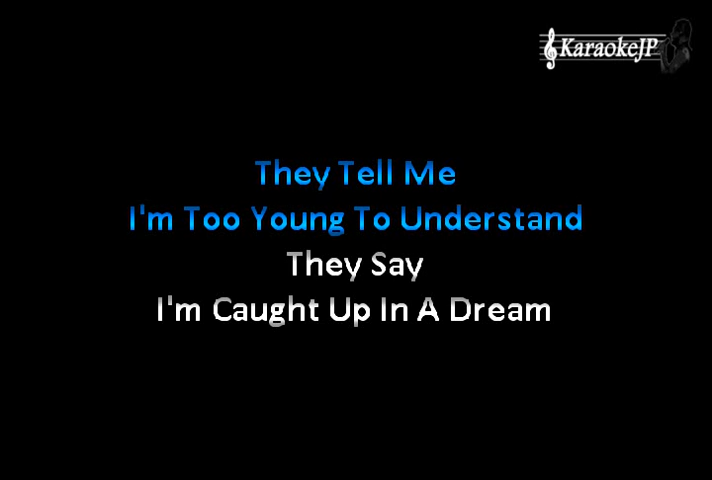 KaraokeJP
They Tell Me
I'm Too Young To Understand
They Say
I'm Caught Up In A Dream